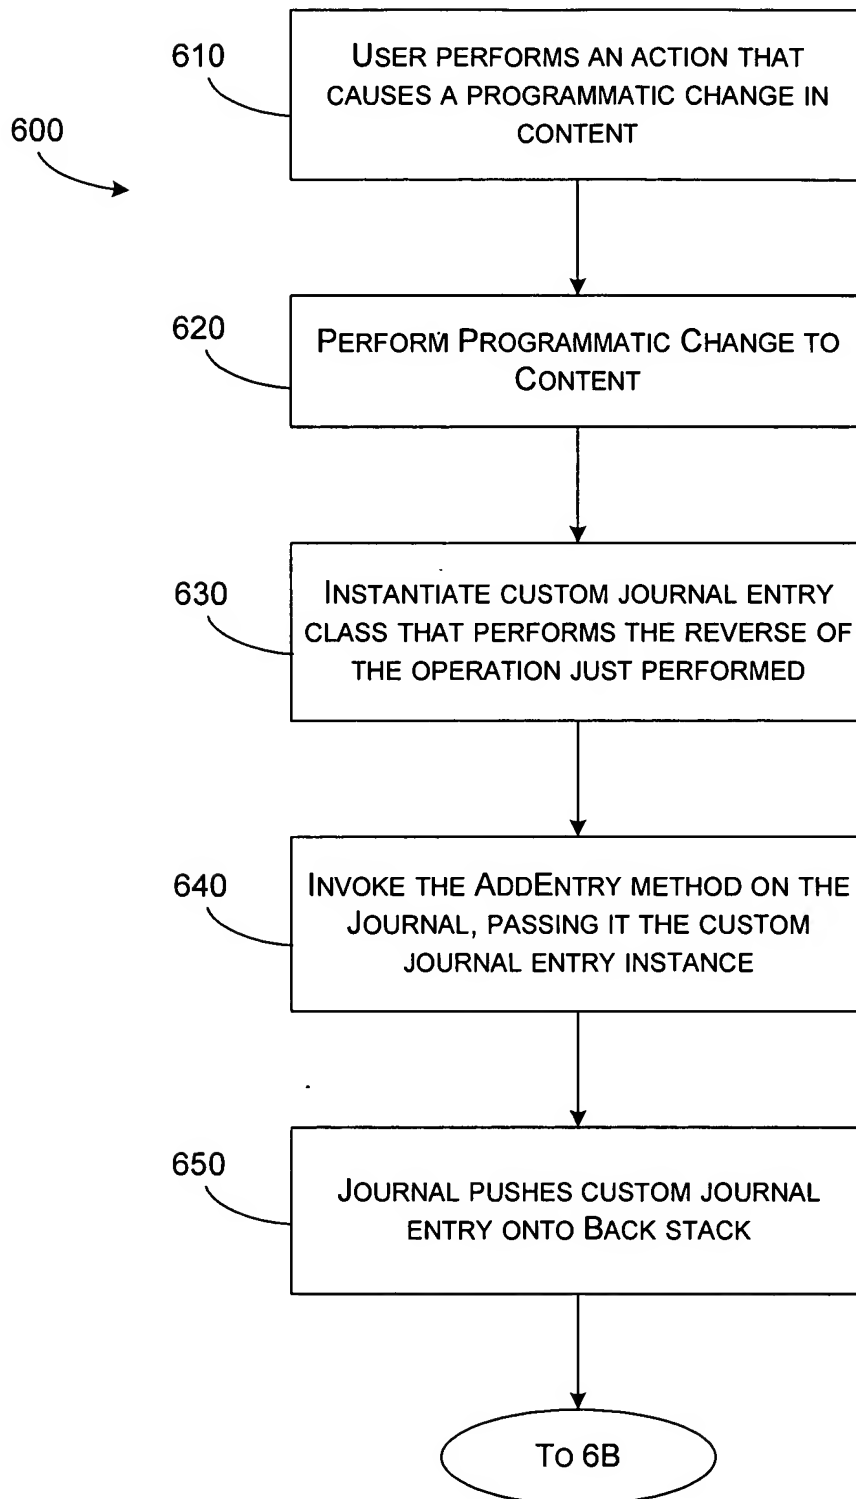 610
USER PERFORMS AN ACTION THAT
CAUSES A PROGRAMMATIC CHANGE IN
CONTENT
600
620
PERFORM PROGRAMMATIC CHANGE TO
CONTENT
630
INSTANTIATE CUSTOM JOURNAL ENTRY
CLASS THAT PERFORMS THE REVERSE OF
THE OPERATION JUST PERFORMED
640
INVOKE THE ADDENTRY METHOD ON THE
JOURNAL, PASSING IT THE CUSTOM
JOURNAL ENTRY INSTANCE
650
JOURNAL PUSHES CUSTOM JOURNAL
ENTRY ONTO BACK STACK
TO 6B